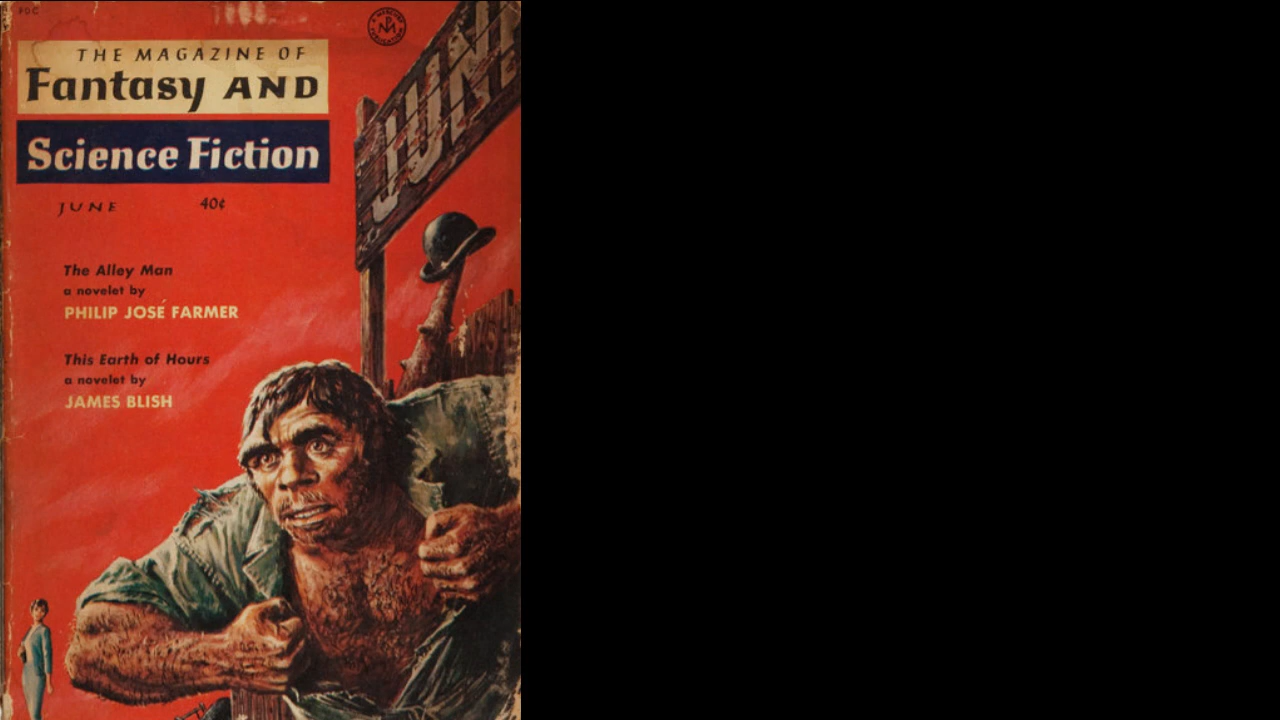 THE MAGAZINE OF
Fantasy AND
Science Fiction
JUNE 40¢
JUNK
The Alley Man
a novelet by
PHILIP JOSÉ FARMER
This Earth of Hours
a novelet by
JAMES BLISH